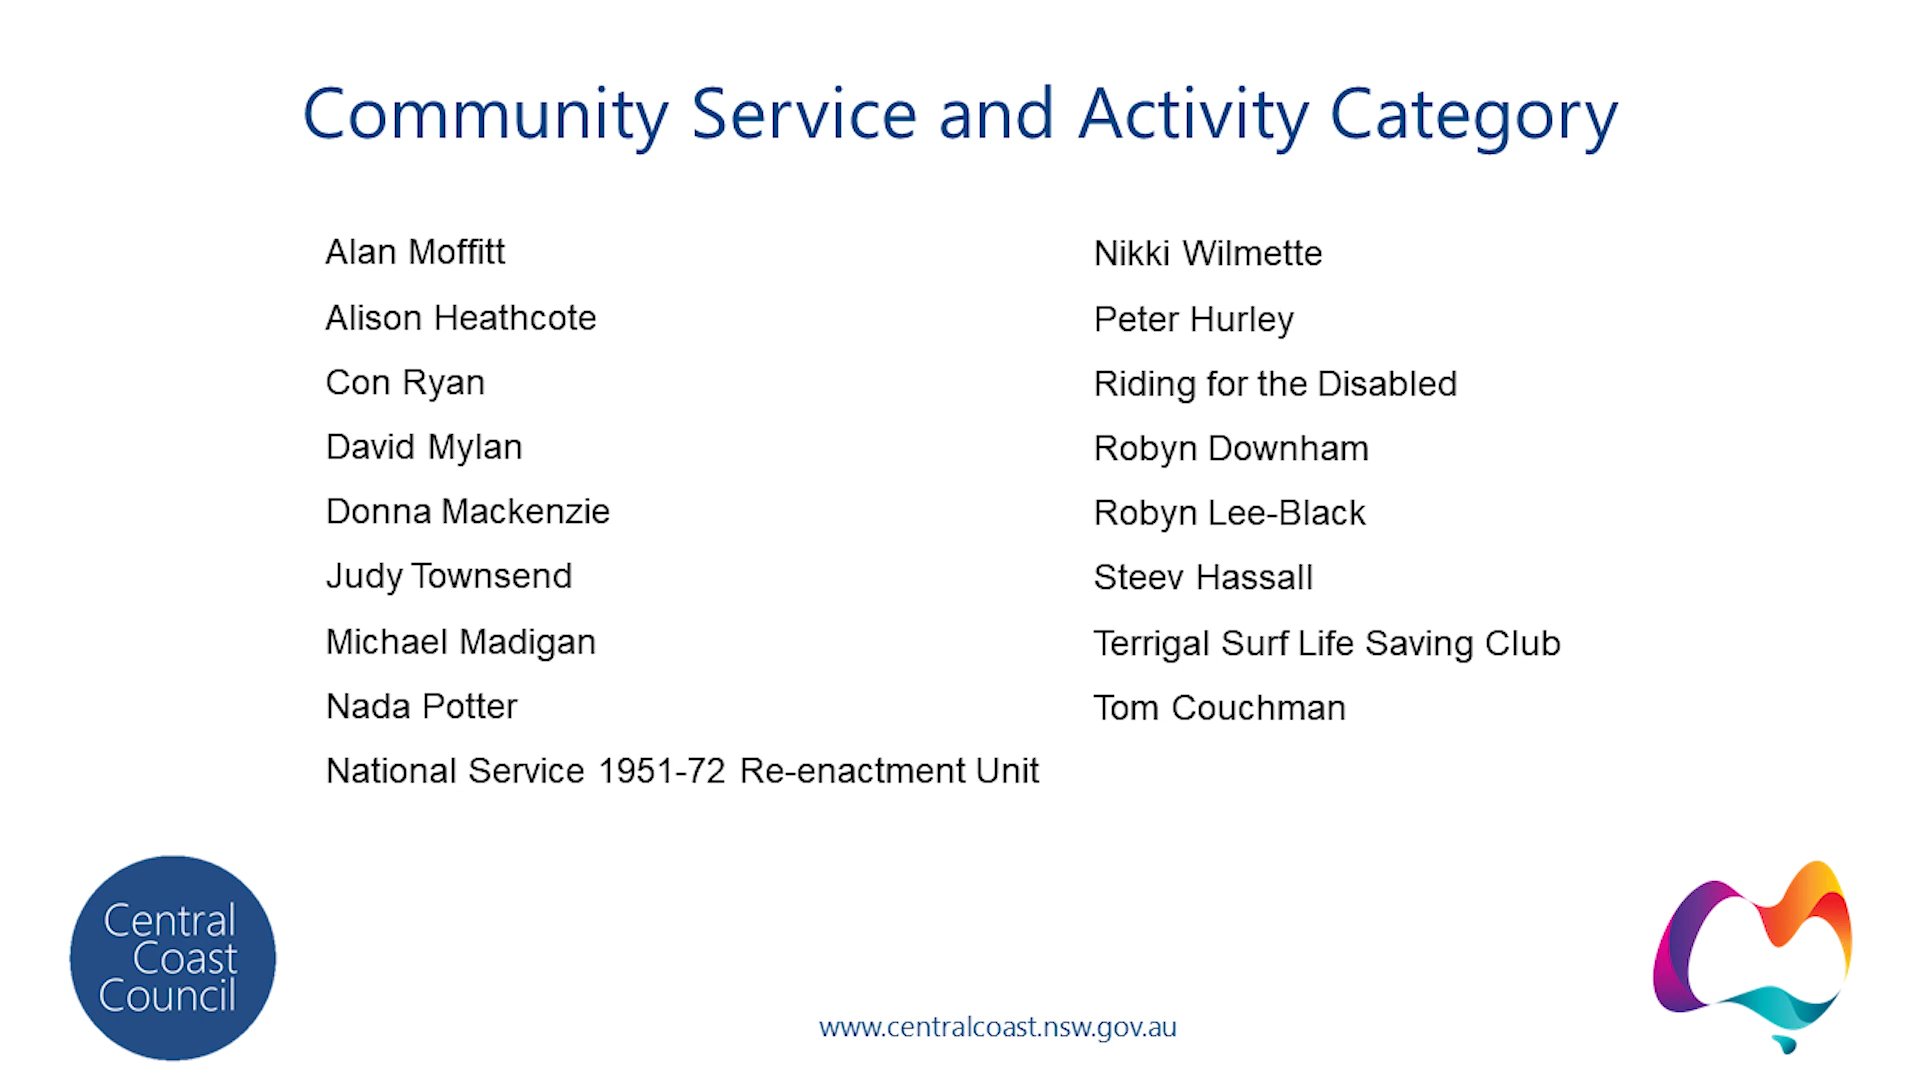 Community Service and Activity Category
Alan Moffitt
Alison Heathcote
Con Ryan
David Mylan
Donna Mackenzie
Judy Townsend
Michael Madigan
Nada Potter
National Service 1951-72 Re-enactment Unit
Nikki Wilmette
Peter Hurley
Riding for the Disabled
Robyn Downham
Robyn Lee-Black
Steev Hassall
Terrigal Surf Life Saving Club
Tom Couchman
Central
Coast
Council
www.centralcoast.nsw.gov.au